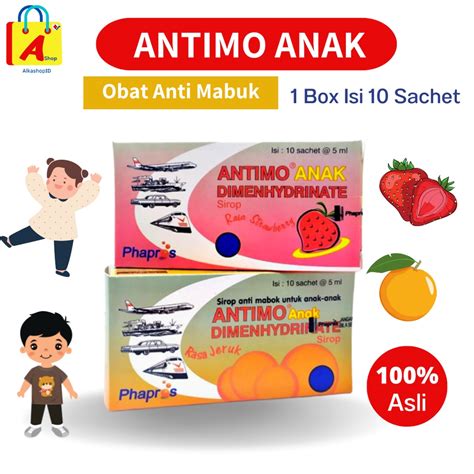 A
Shop
AlkashopID
ANTIMO ANAK
Obat Anti Mabuk
1 Box Isi 10 Sachet
Isi : 10 sachet @ 5 ml
ANTIMO® ANAK
DIMENHYDRINATE
Sirop
Rasa Strawberry
Phapros
Isi : 10 sachet @ 5 ml
Sirop anti mabok untuk anak-anak
ANTIMO® Anak
DIMENHYDRINATE
Sirop
Rasa Jeruk
Phapros
100%
Asli